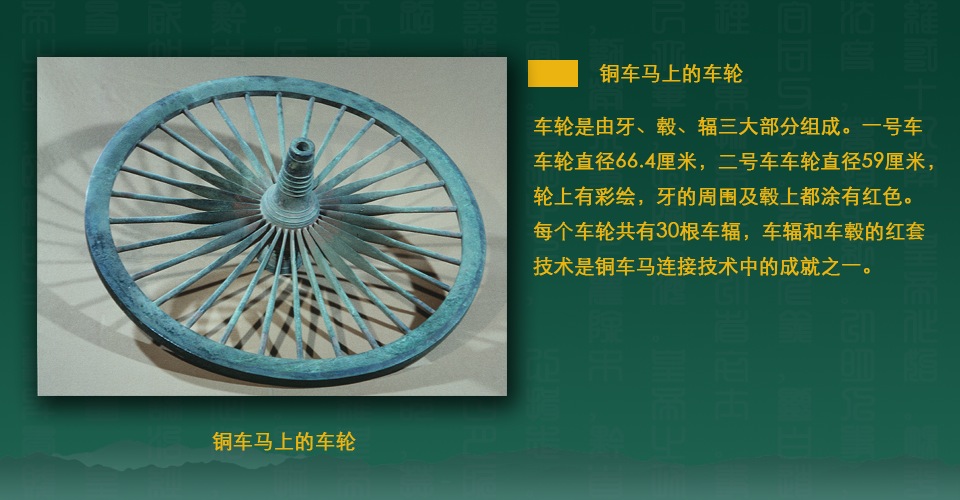 铜车马上的车轮
车轮是由牙、毂、辐三大部分组成。一号车
车轮直径66.4厘米，二号车车轮直径59厘米，
轮上有彩绘，牙的周围及毂上都涂有红色。
每个车轮共有30根车辐，车辐和车毂的红套
技术是铜车马连接技术中的成就之一。
铜车马上的车轮